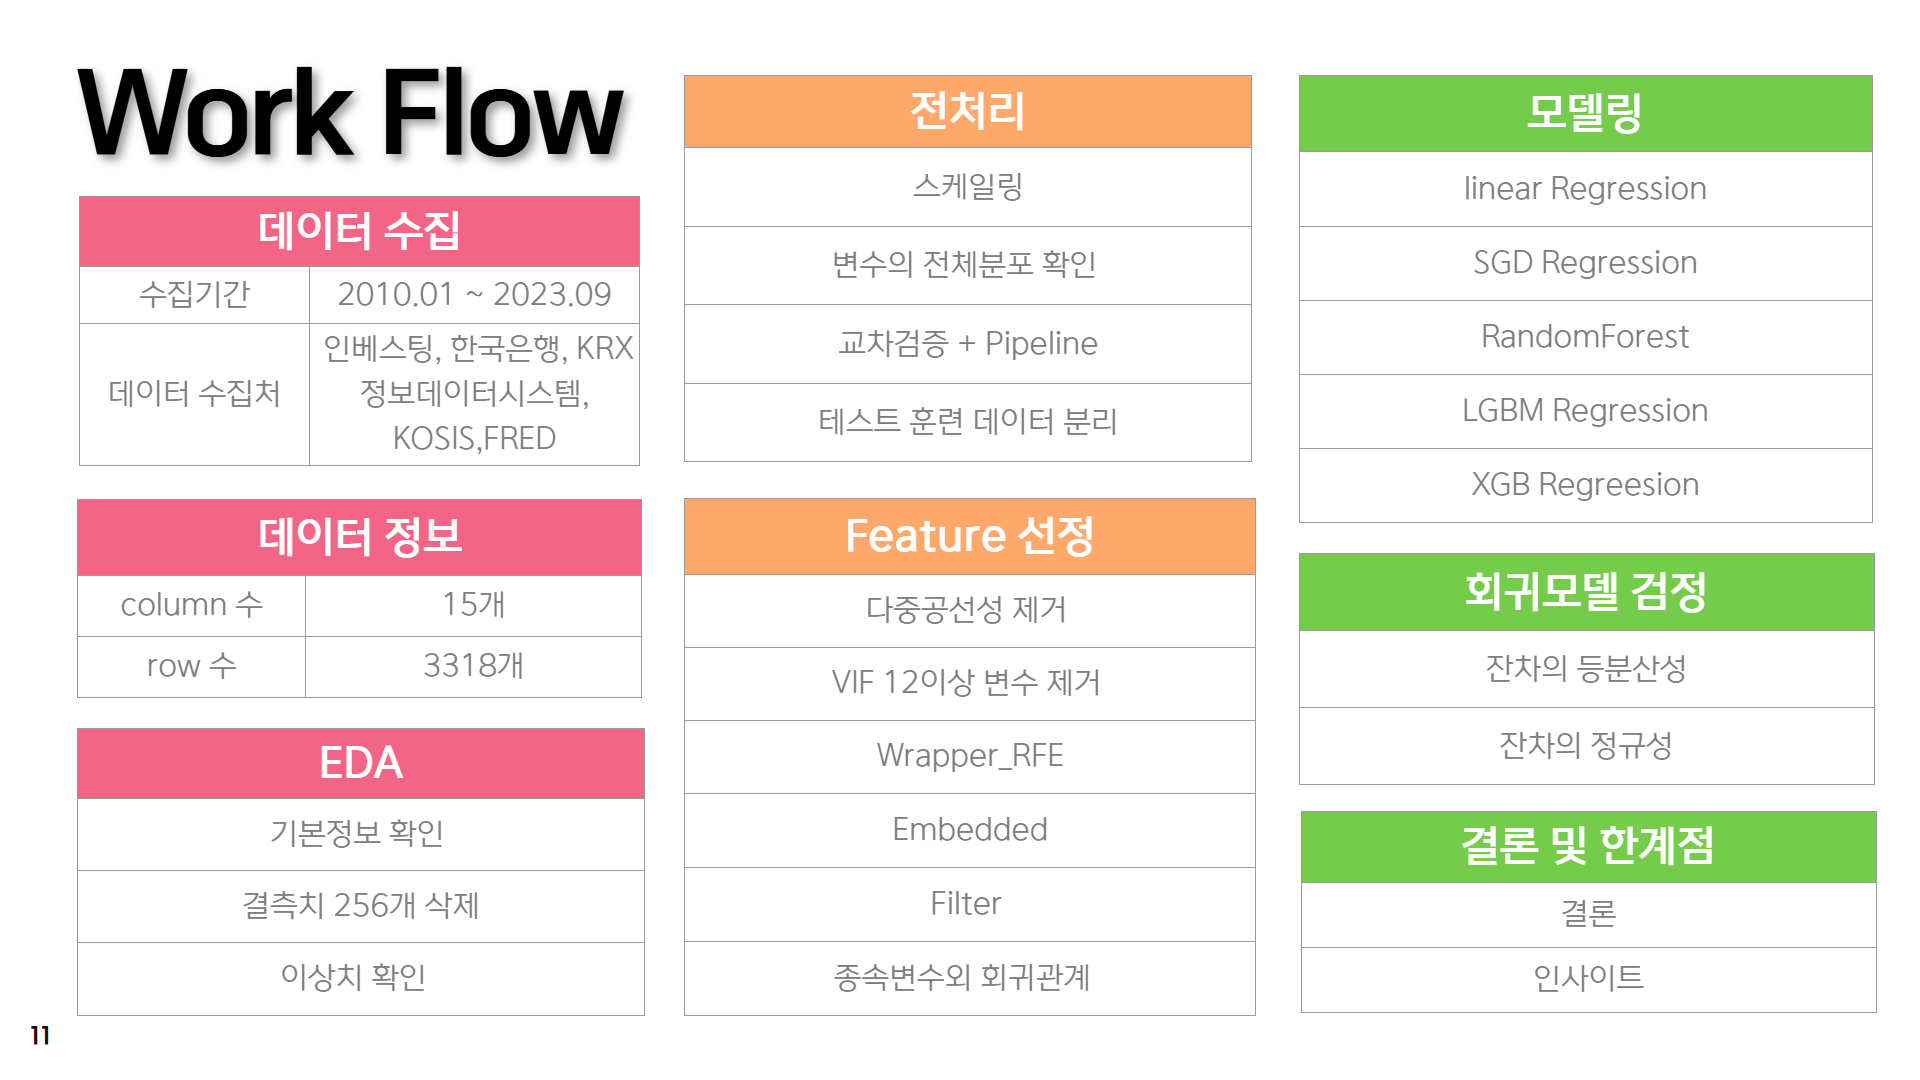 Work Flow
데이터 수집
수집기간
2010.01 ~ 2023.09
데이터 수집처
인베스팅, 한국은행, KRX
정보데이터시스템,
KOSIS,FRED
데이터 정보
column 수
15개
row 수
3318개
EDA
기본정보 확인
결측치 256개 삭제
이상치 확인
전처리
스케일링
변수의 전체분포 확인
교차검증 + Pipeline
테스트 훈련 데이터 분리
Feature 선정
다중공선성 제거
VIF 12이상 변수 제거
Wrapper_RFE
Embedded
Filter
종속변수외 회귀관계
모델링
linear Regression
SGD Regression
RandomForest
LGBM Regression
XGB Regreesion
회귀모델 검정
잔차의 등분산성
잔차의 정규성
결론 및 한계점
결론
인사이트
11